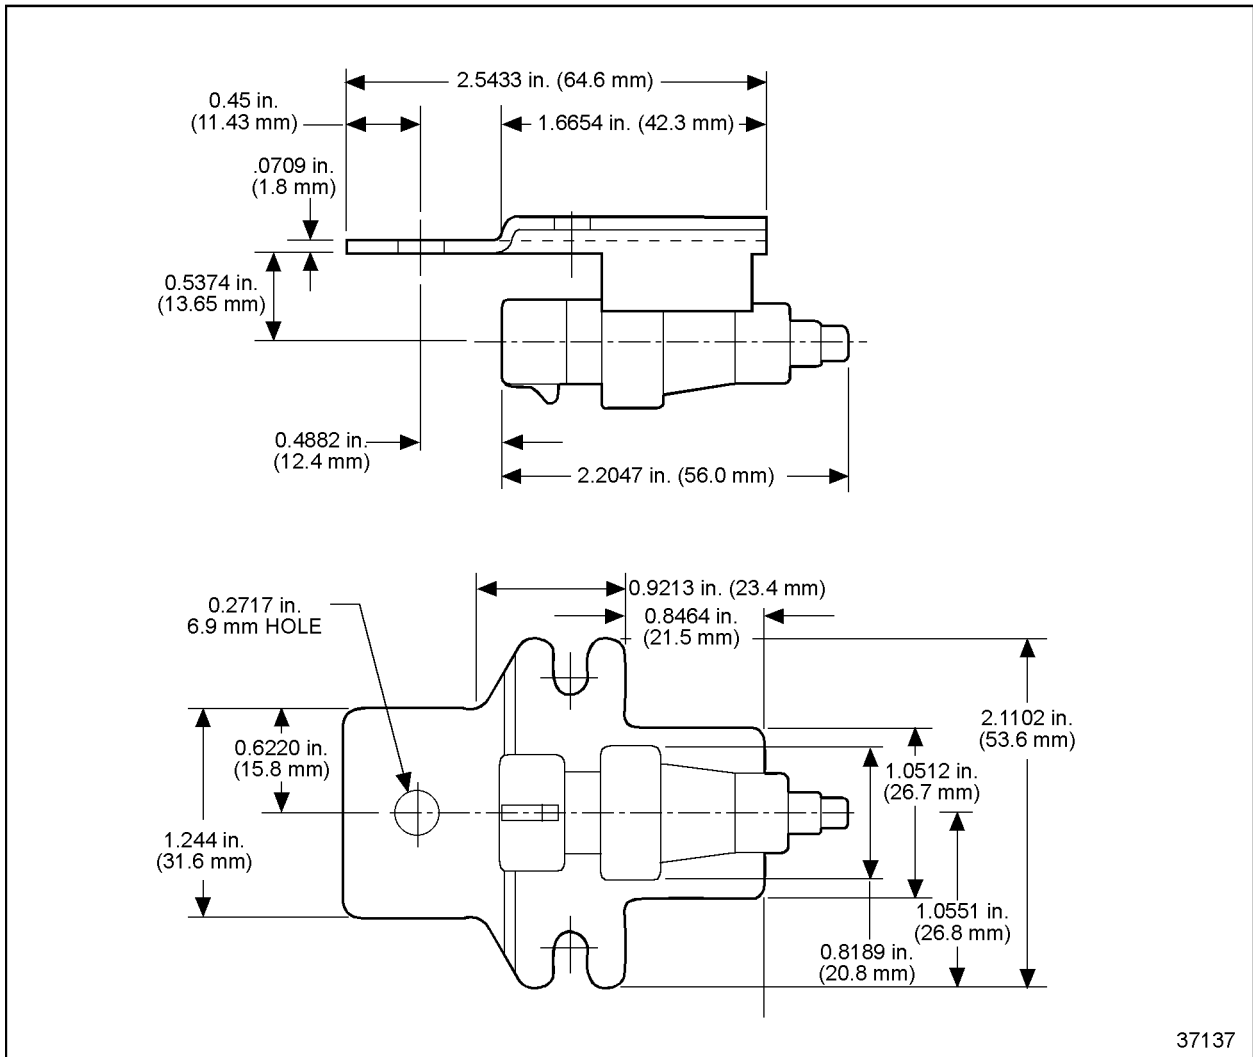 2.5433 in. (64.6 mm)
0.45 in.
(11.43 mm)
1.6654 in. (42.3 mm)
.0709 in.
(1.8 mm)
0.5374 in.
(13.65 mm)
0.4882 in.
(12.4 mm)
2.2047 in. (56.0 mm)
0.9213 in. (23.4 mm)
0.2717 in.
6.9 mm HOLE
0.8464 in.
(21.5 mm)
2.1102 in.
(53.6 mm)
0.6220 in.
(15.8 mm)
1.0512 in.
(26.7 mm)
1.244 in.
(31.6 mm)
1.0551 in.
(26.8 mm)
0.8189 in.
(20.8 mm)
37137